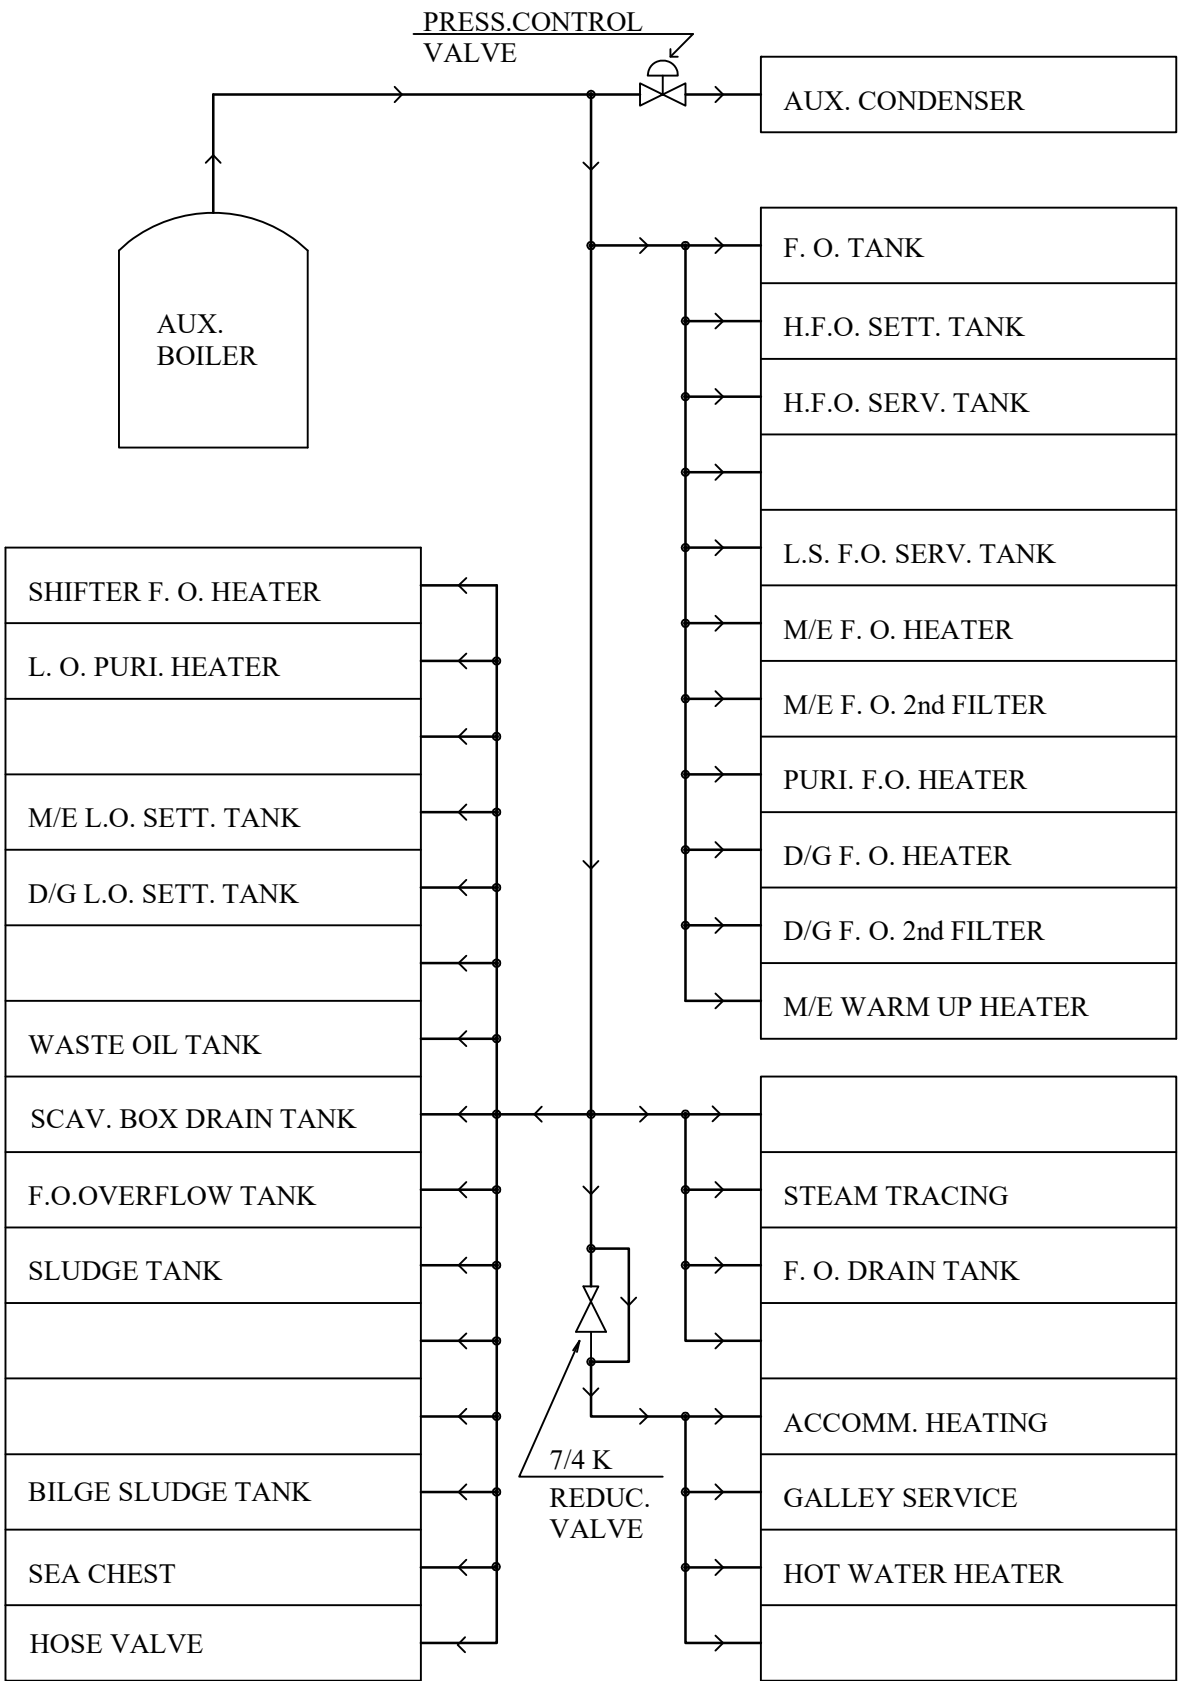 PRESS.CONTROL
VALVE
AUX. CONDENSER
AUX.
BOILER
F. O. TANK
H.F.O. SETT. TANK
H.F.O. SERV. TANK
L.S. F.O. SERV. TANK
M/E F. O. HEATER
M/E F. O. 2nd FILTER
PURI. F.O. HEATER
D/G F. O. HEATER
D/G F. O. 2nd FILTER
M/E WARM UP HEATER
SHIFTER F. O. HEATER
L. O. PURI. HEATER
M/E L.O. SETT. TANK
D/G L.O. SETT. TANK
WASTE OIL TANK
SCAV. BOX DRAIN TANK
F.O.OVERFLOW TANK
SLUDGE TANK
BILGE SLUDGE TANK
SEA CHEST
HOSE VALVE
7/4 K
REDUC.
VALVE
STEAM TRACING
F. O. DRAIN TANK
ACCOMM. HEATING
GALLEY SERVICE
HOT WATER HEATER